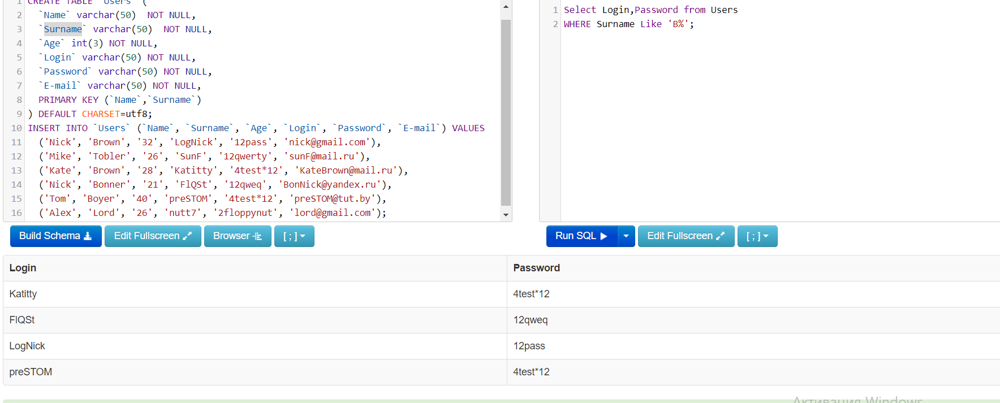 1 CREATE TABLE `Users` (
2 `Name` varchar(50) NOT NULL,
3 `Surname` varchar(50) NOT NULL,
4 `Age` int(3) NOT NULL,
5 `Login` varchar(50) NOT NULL,
6 `Password` varchar(50) NOT NULL,
7 `E-mail` varchar(50) NOT NULL,
8 PRIMARY KEY (`Name`,`Surname`)
9 ) DEFAULT CHARSET=utf8;
10 INSERT INTO `Users` (`Name`, `Surname`, `Age`, `Login`, `Password`, `E-mail`) VALUES
11 ('Nick', 'Brown', '32', 'LogNick', '12pass', 'nick@gmail.com'),
12 ('Mike', 'Tobler', '26', 'SunF', '12qwerty', 'sunF@mail.ru'),
13 ('Kate', 'Brown', '28', 'Katitty', '4test*12', 'KateBrown@mail.ru'),
14 ('Nick', 'Bonner', '21', 'FlQSt', '12qweq', 'BonNick@yandex.ru'),
15 ('Tom', 'Boyer', '40', 'preSTOM', '4test*12', 'preSTOM@tut.by'),
16 ('Alex', 'Lord', '26', 'nutt7', '2floppynut', 'lord@gmail.com');
1 Select Login,Password from Users
2 WHERE Surname Like 'B%';
Build Schema Edit Fullscreen Browser [ ; ]
Run SQL Edit Fullscreen [ ; ]
Login Password
Katitty 4test*12
FlQSt 12qweq
LogNick 12pass
preSTOM 4test*12
Активация Windows